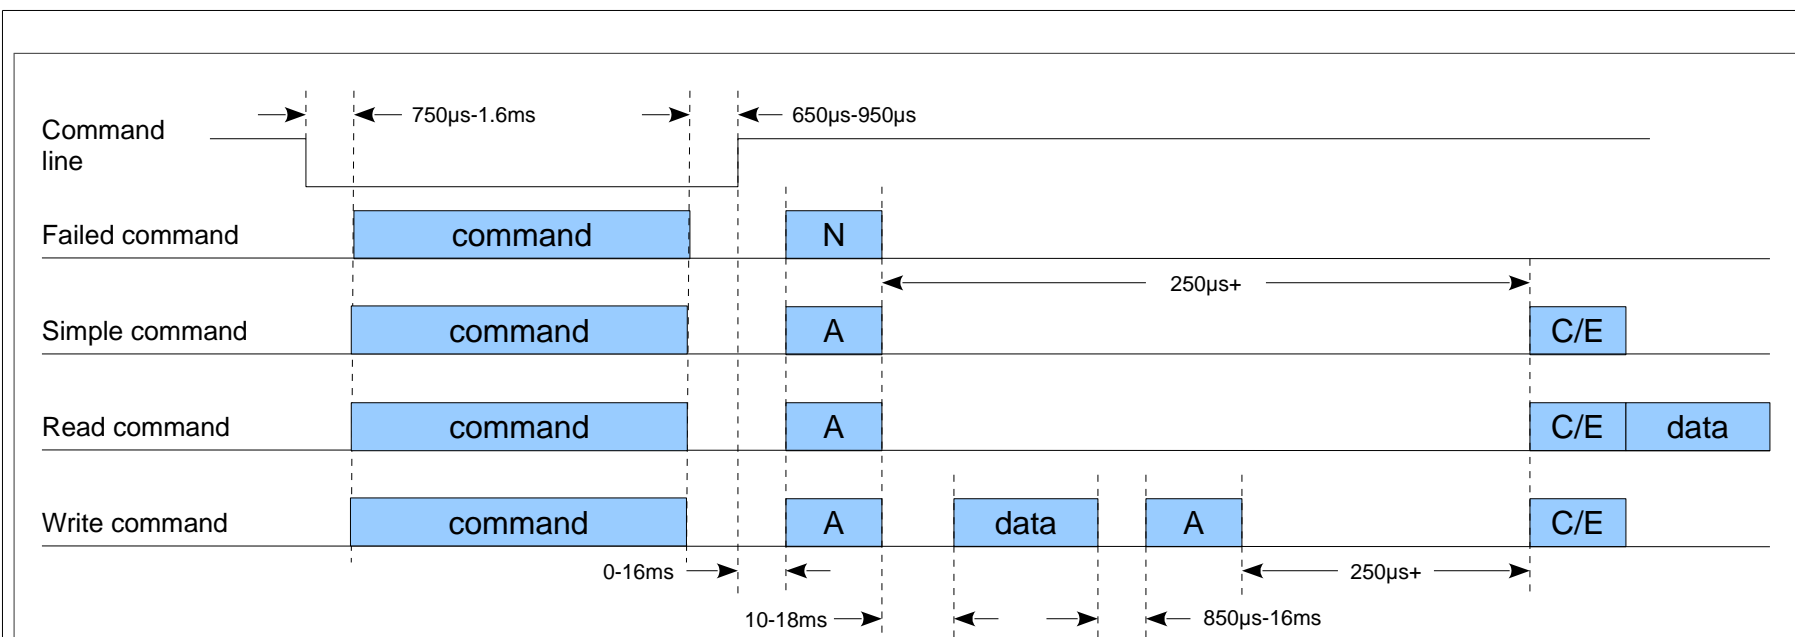 750µs-1.6ms 650µs-950µs
Command
line
Failed command command N
250µs+
Simple command command A C/E
Read command command A C/E data
Write command command A data A C/E
0-16ms 250µs+
10-18ms 850µs-16ms